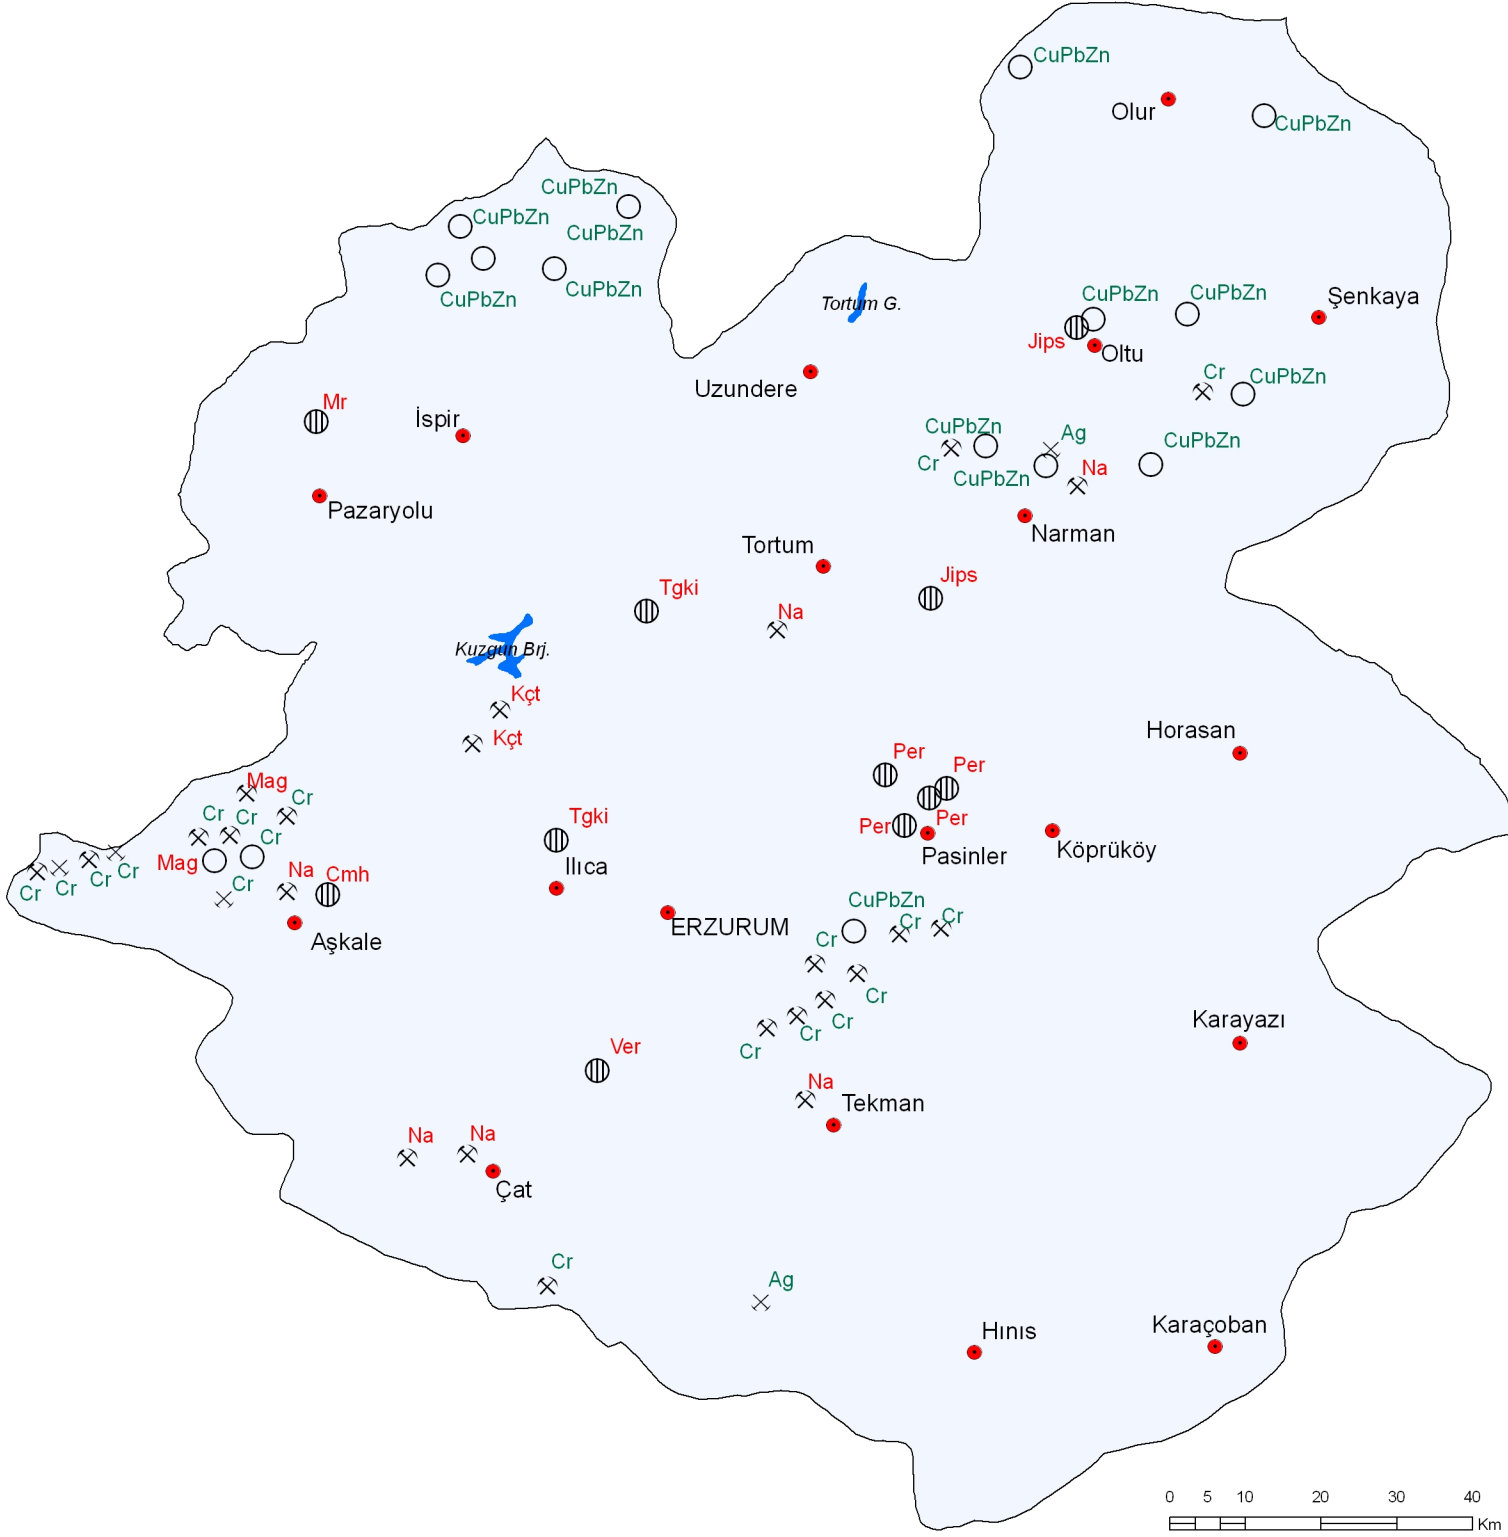 CuPbZn
Olur
CuPbZn
CuPbZn
CuPbZn
CuPbZn
CuPbZn
CuPbZn
Tortum G.
CuPbZn
CuPbZn
Şenkaya
Jips
Oltu
Uzundere
Cr
CuPbZn
Mr
İspir
CuPbZn
Ag
CuPbZn
Cr
CuPbZn
Na
Pazaryolu
Narman
Tortum
Jips
Tgki
Na
Kuzgun Brj.
Kçt
Kçt
Horasan
Per
Per
Mag
Cr
Cr
Cr
Cr
Tgki
Per
Per
Köprüköy
Pasinler
Mag
Cr
Cr
Cr
Cr
Cr
Na
Cmh
Ilıca
Aşkale
CuPbZn
Cr
Cr
ERZURUM
Cr
Cr
Cr
Cr
Cr
Karayazı
Ver
Na
Tekman
Na
Na
Çat
Cr
Ag
Hınıs
Karaçoban
0 5 10 20 30 40
Km